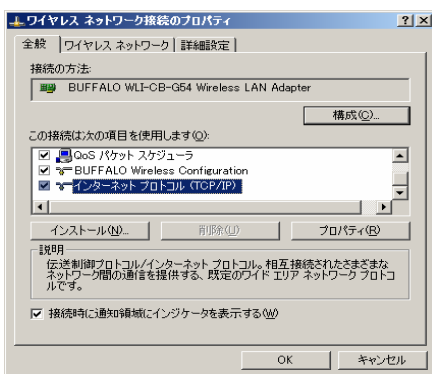 ワイヤレス ネットワーク接続のプロパティ
全般 ワイヤレス ネットワーク 詳細設定
接続の方法:
BUFFALO WLI-CB-G54 Wireless LAN Adapter
構成(C)...
この接続は次の項目を使用します(O):
QoS パケット スケジューラ
BUFFALO Wireless Configuration
インターネット プロトコル (TCP/IP)
インストール(N)... 削除(U) プロパティ(R)
説明
伝送制御プロトコル/インターネット プロトコル。相互接続されたさまざまな
ネットワーク間の通信を提供する、既定のワイド エリア ネットワーク プロトコ
ルです。
接続時に通知領域にインジケータを表示する(W)
OK キャンセル